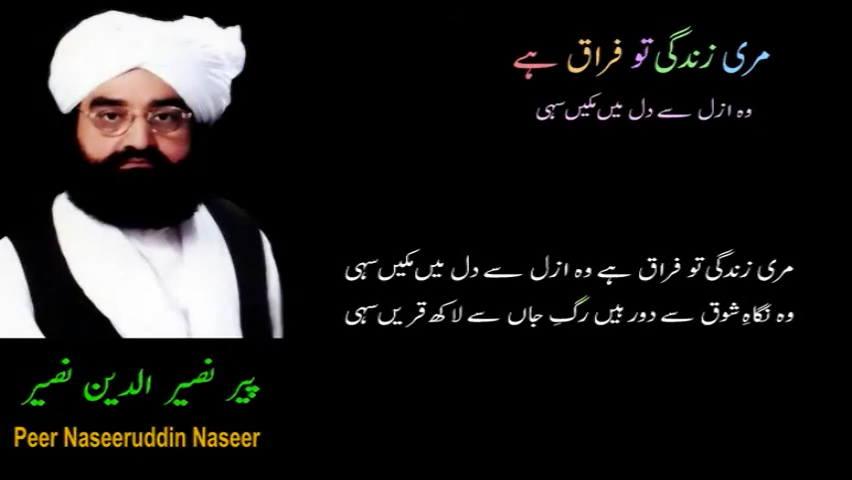 مری زندگی تو فراق ہے
وہ ازل سے دل میں مکیں سہی
مری زندگی تو فراق ہے وہ ازل سے دل میں مکیں سہی
وہ نگاہِ شوق سے دور ہیں رگِ جاں سے لاکھ قریں سہی
پیر نصیر الدین نصیر
Peer Naseeruddin Naseer